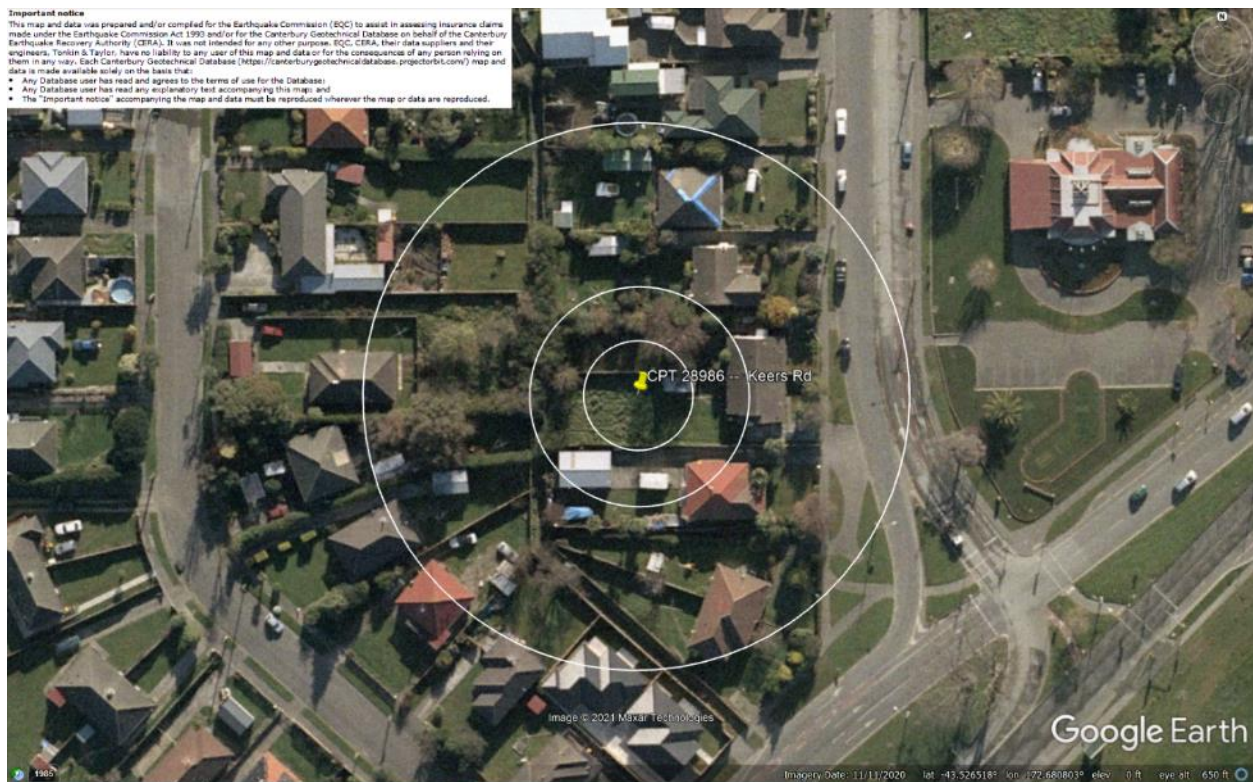 Important notice
This map and data was prepared and/or compiled for the Earthquake Commission (EQC) to assist in assessing insurance claims
made under the Earthquake Commission Act 1993 and/or for the Canterbury Geotechnical Database on behalf of the Canterbury
Earthquake Recovery Authority (CERA). It was not intended for any other purpose. EQC, CERA, their data suppliers and their
engineers, Tonkin & Taylor, have no liability to any user of this map and data or for the consequences of any person relying on
them in any way. Each Canterbury Geotechnical Database (https://canterburygeotechnicaldatabase.projectorbit.com/) map and
data is made available solely on the basis that:
• Any Database user has read and agrees to the terms of use for the Database;
• Any Database user has read any explanatory text accompanying this map; and
• The "Important notice" accompanying the map and data must be reproduced wherever the map or data are reproduced.
N
CPT 28986 -- Keers Rd
Image © 2021 Maxar Technologies
Google Earth
1985
Imagery Date: 11/11/2020 lat -43.526518° lon 172.680803° elev 0 ft eye alt 650 ft